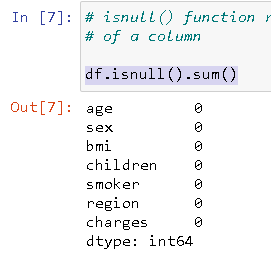 In [7]: # isnull() function
# of a column
df.isnull().sum()
Out[7]: age 0
sex 0
bmi 0
children 0
smoker 0
region 0
charges 0
dtype: int64